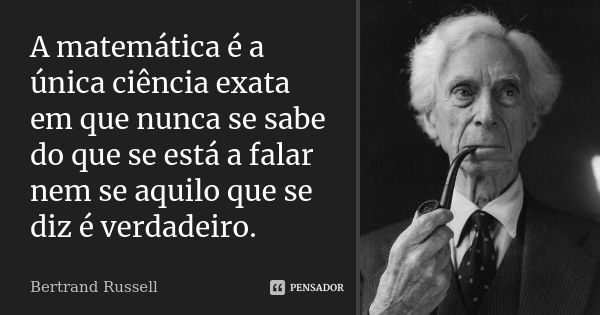 A matemática é a
única ciência exata
em que nunca se sabe
do que se está a falar
nem se aquilo que se
diz é verdadeiro.
Bertrand Russell
PENSADOR